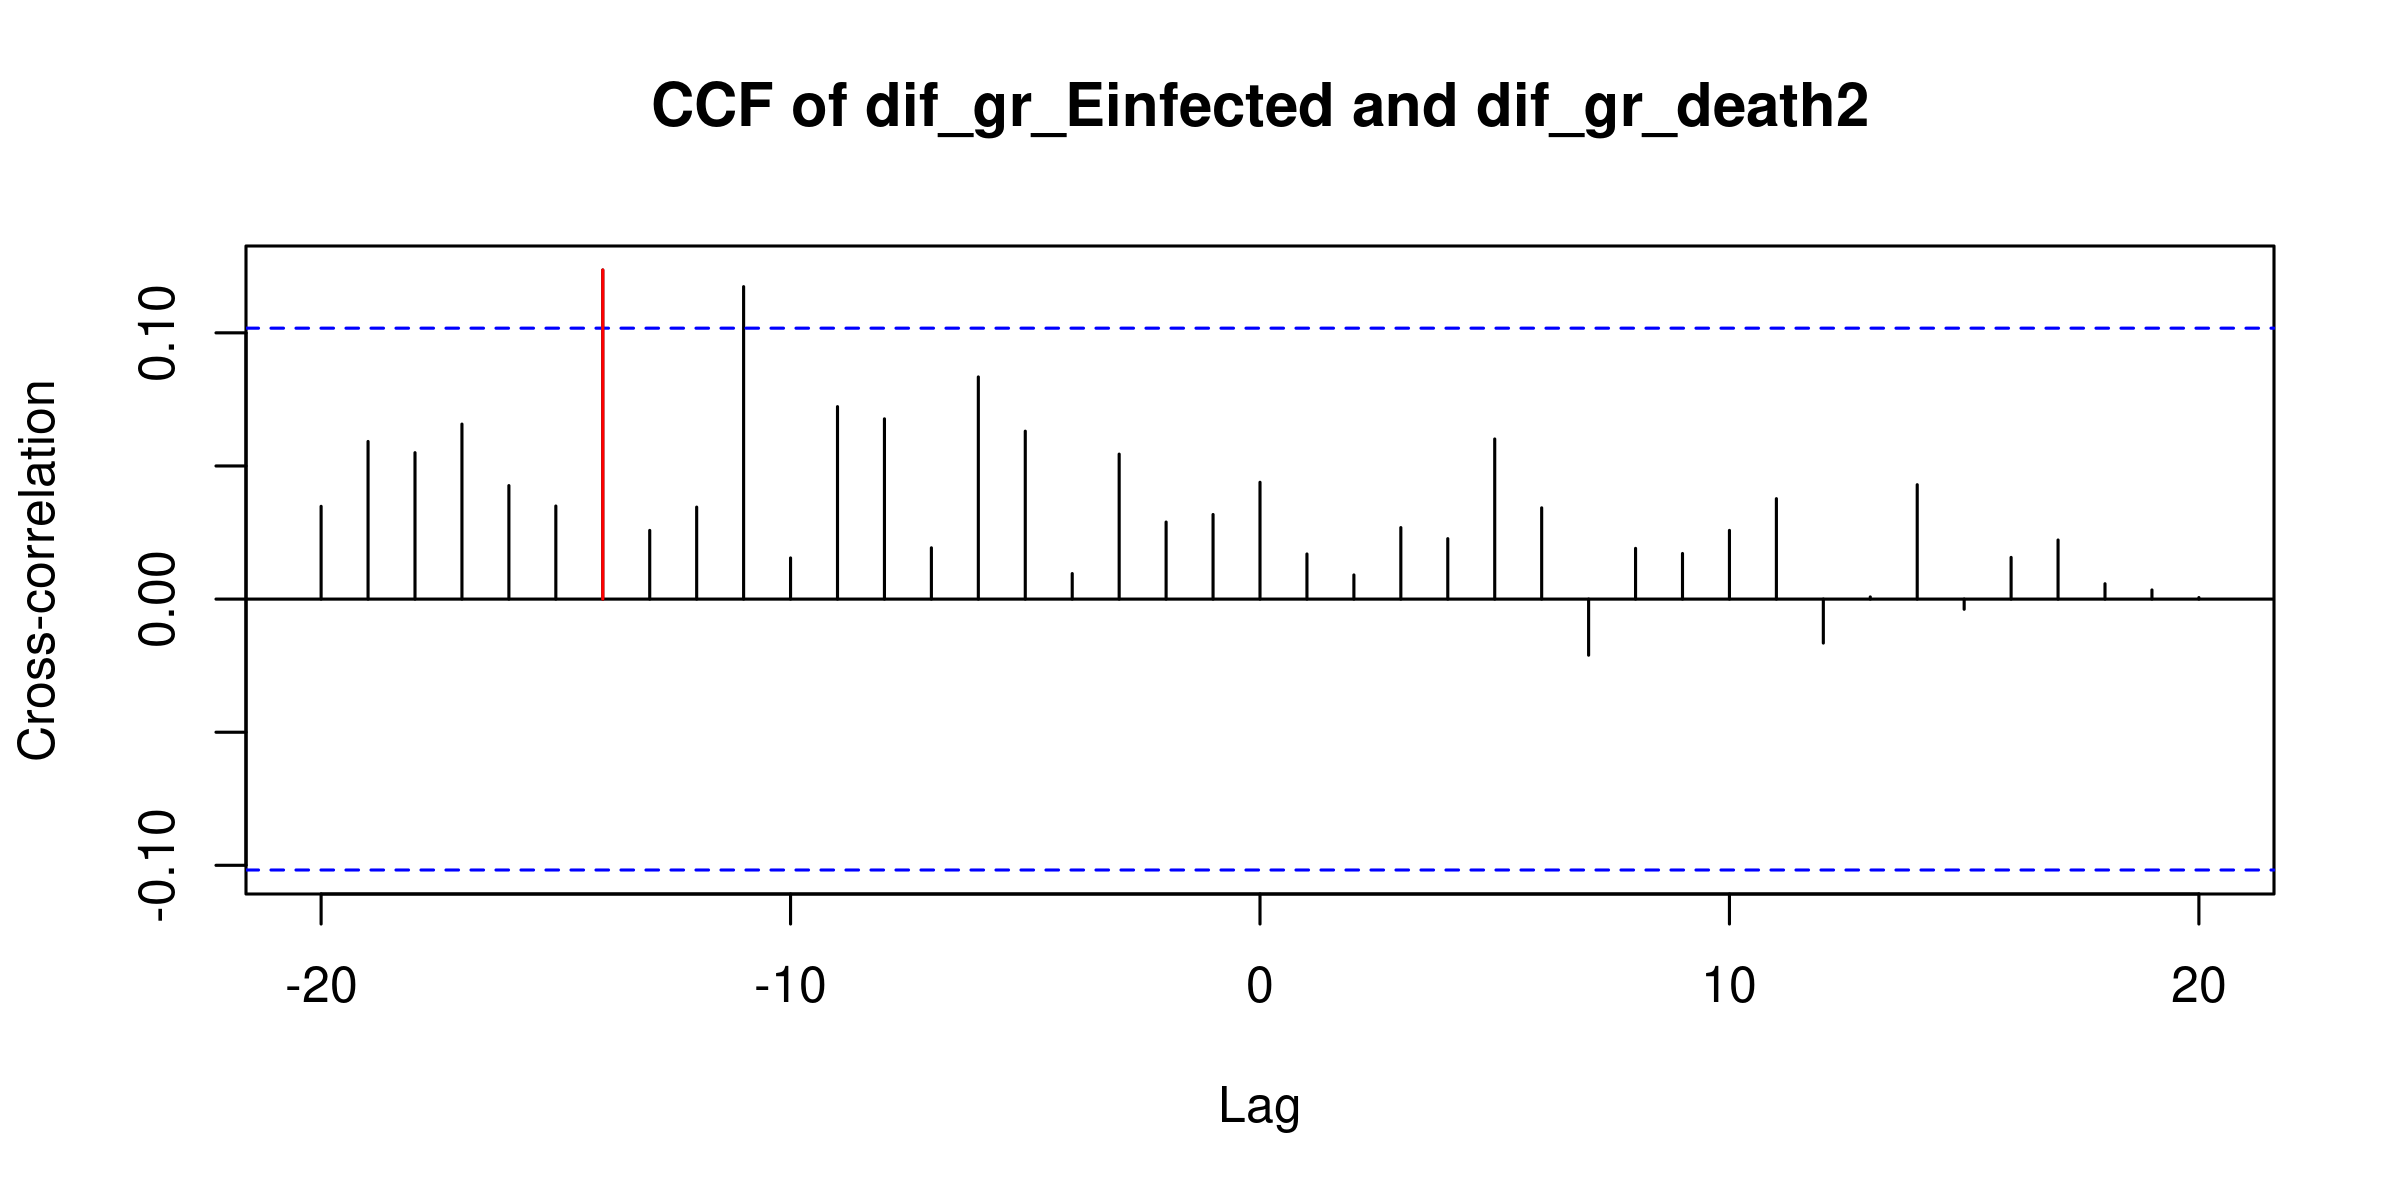 CCF of dif_gr_Einfected and dif_gr_death2
Cross-correlation
0.10
0.00
-0.10
-20 -10 0 10 20
Lag